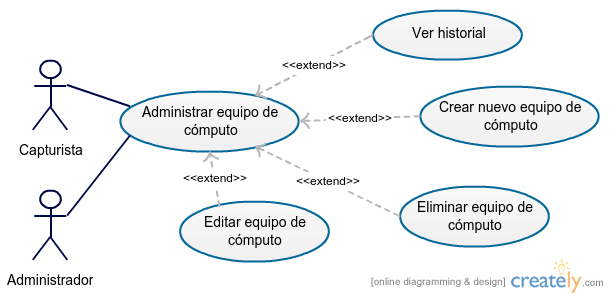 Ver historial
<<extend>>
Administrar equipo de
cómputo
Crear nuevo equipo de
cómputo
<<extend>>
Capturista
<<extend>>
<<extend>>
Editar equipo de
cómputo
Eliminar equipo de
cómputo
Administrador
[online diagramming & design] creately.com